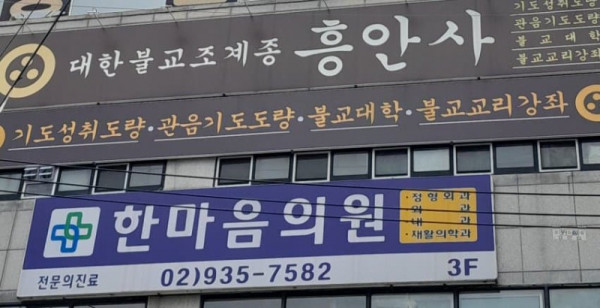 대한불교조계종 흥안사
기도성취도량
관음기도도량
불교대학
불교교리강좌
기도성취도량·관음기도도량·불교대학·불교교리강좌
한마음의원
·정형외과
·외과
·내과
·재활의학과
전문의진료
02)935-7582
3F